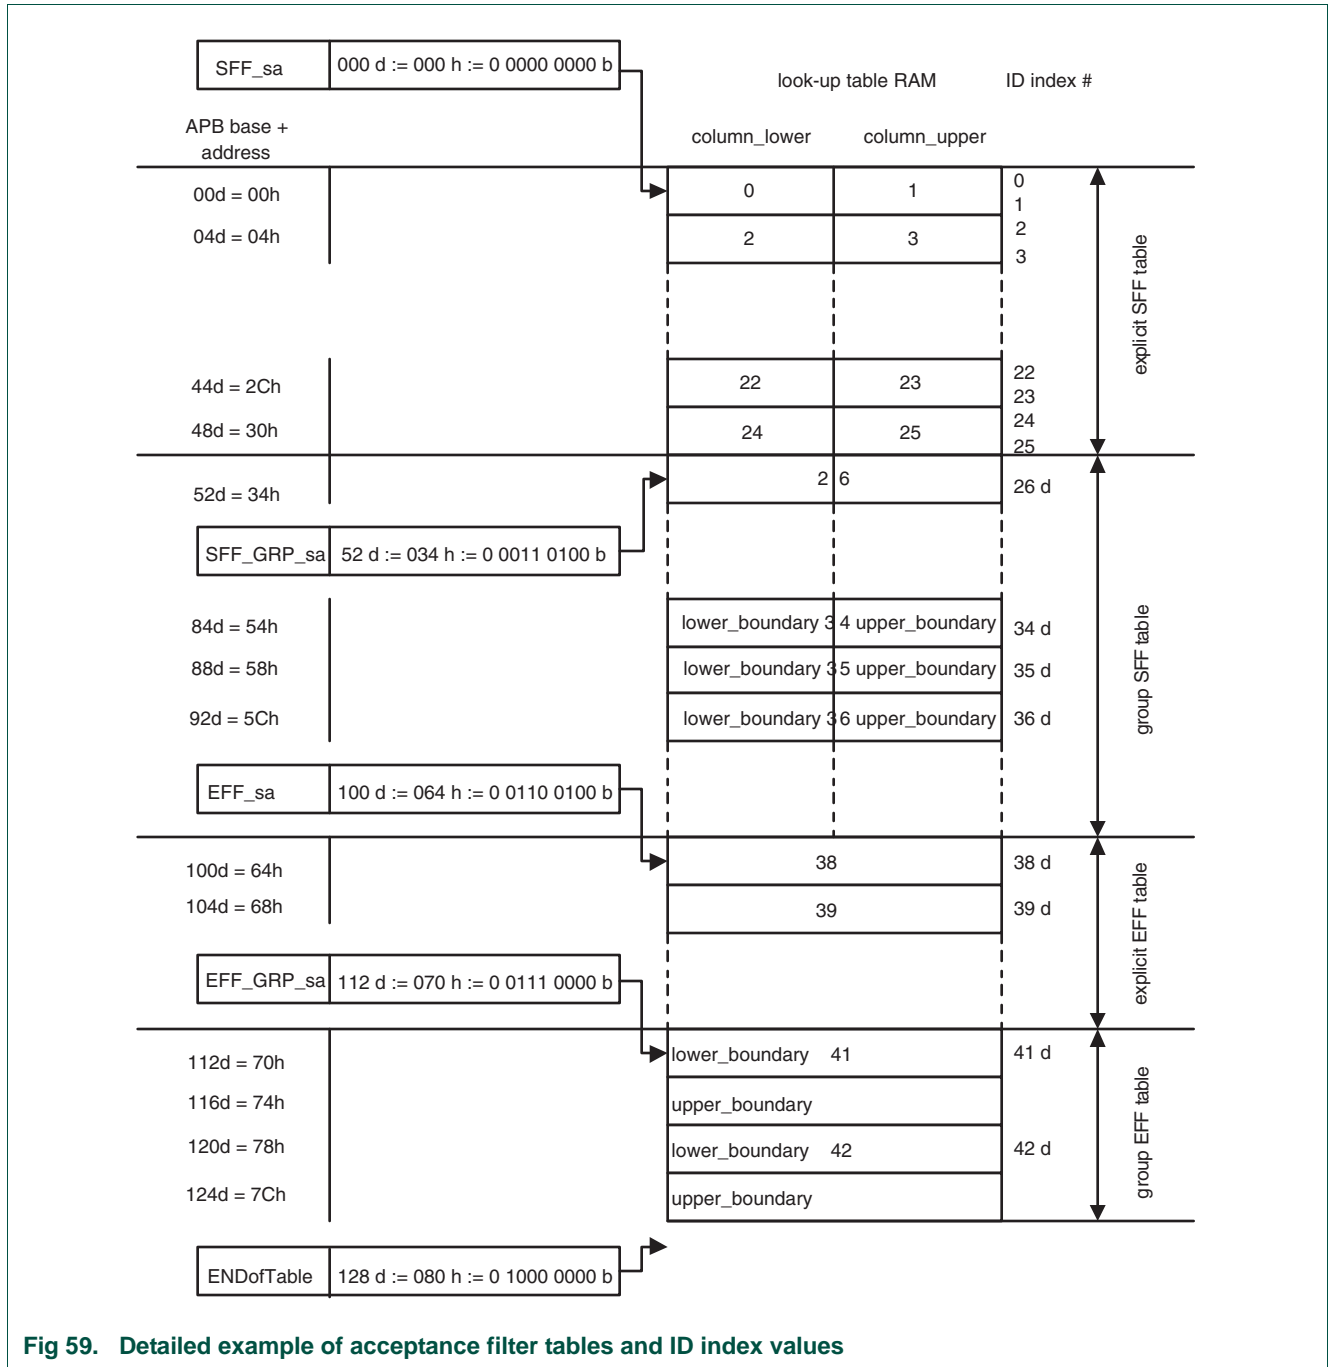 SFF_sa 000 d := 000 h := 0 0000 0000 b
look-up table RAM ID index #
APB base +
address
column_lower column_upper
00d = 00h 0 1 0
1
04d = 04h 2 3 2
3
explicit SFF table
44d = 2Ch 22 23 22
23
48d = 30h 24 25 24
25
52d = 34h 2 6 26 d
SFF_GRP_sa 52 d := 034 h := 0 0011 0100 b
84d = 54h lower_boundary 3 4 upper_boundary 34 d
88d = 58h lower_boundary 3 5 upper_boundary 35 d
92d = 5Ch lower_boundary 3 6 upper_boundary 36 d
group SFF table
EFF_sa 100 d := 064 h := 0 0110 0100 b
100d = 64h 38 38 d
104d = 68h 39 39 d
explicit EFF table
EFF_GRP_sa 112 d := 070 h := 0 0111 0000 b
112d = 70h lower_boundary 41 41 d
116d = 74h upper_boundary
120d = 78h lower_boundary 42 42 d
124d = 7Ch upper_boundary
group EFF table
ENDofTable 128 d := 080 h := 0 1000 0000 b
Fig 59. Detailed example of acceptance filter tables and ID index values